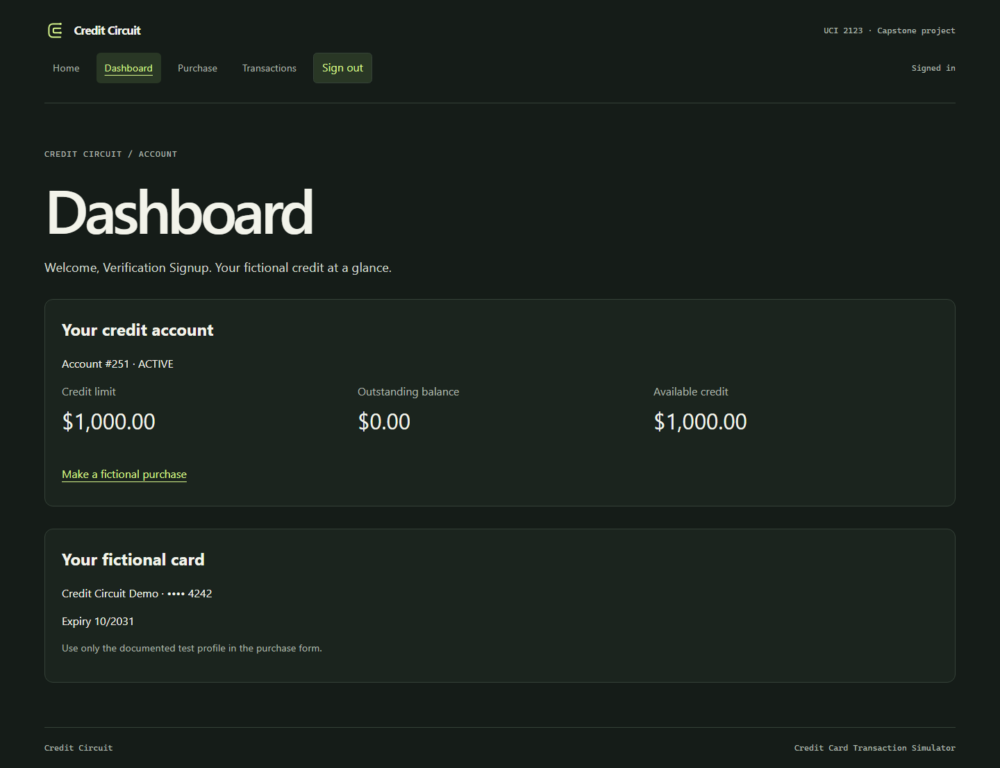 Credit Circuit
UCI 2123 · Capstone project
Home
Dashboard
Purchase
Transactions
Sign out
Signed in
CREDIT CIRCUIT / ACCOUNT
Dashboard
Welcome, Verification Signup. Your fictional credit at a glance.
Your credit account
Account #251 · ACTIVE
Credit limit
$1,000.00
Outstanding balance
$0.00
Available credit
$1,000.00
Make a fictional purchase
Your fictional card
Credit Circuit Demo · •••• 4242
Expiry 10/2031
Use only the documented test profile in the purchase form.
Credit Circuit
Credit Card Transaction Simulator